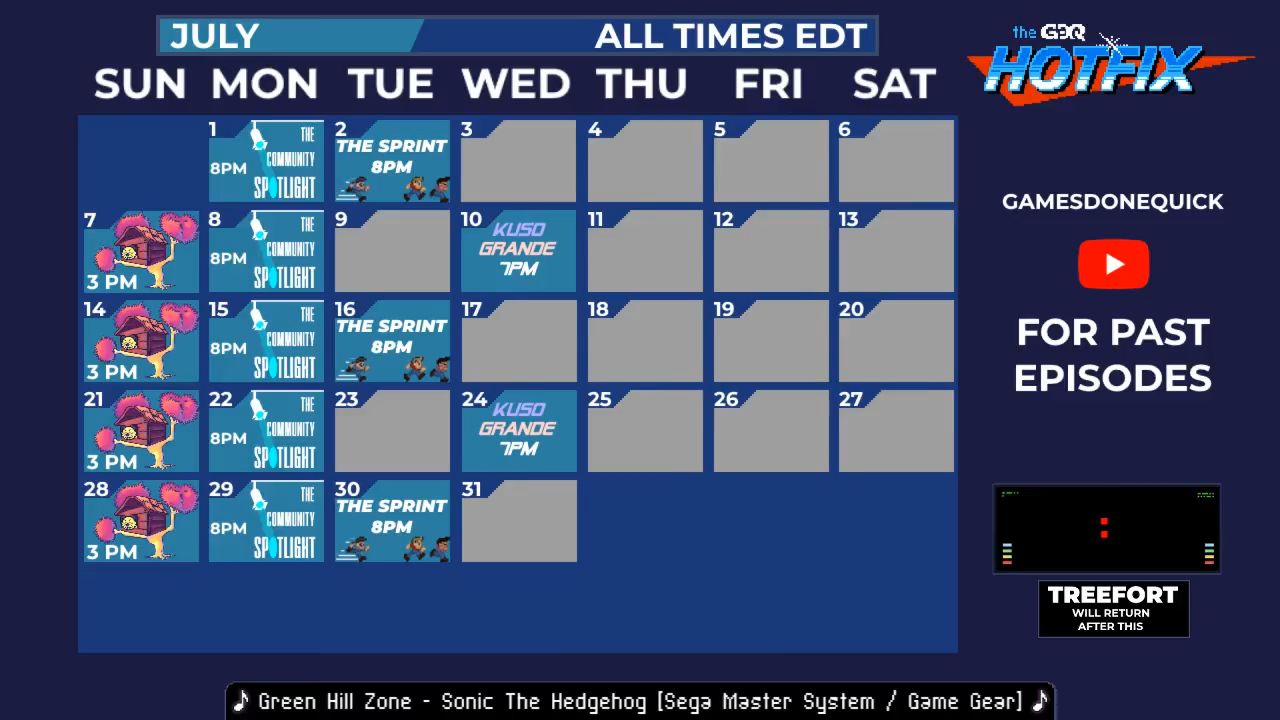 JULY
ALL TIMES EDT
the GDQ
HOTFIX
SUN MON TUE WED THU FRI SAT
1
8PM
THE
COMMUNITY
SPOTLIGHT
2
THE SPRINT
8PM
3
4
5
6
7
3 PM
8
8PM
THE
COMMUNITY
SPOTLIGHT
9
10
KUSO
GRANDE
7PM
11
12
13
14
3 PM
15
8PM
THE
COMMUNITY
SPOTLIGHT
16
THE SPRINT
8PM
17
18
19
20
21
3 PM
22
8PM
THE
COMMUNITY
SPOTLIGHT
23
24
KUSO
GRANDE
7PM
25
26
27
28
3 PM
29
8PM
THE
COMMUNITY
SPOTLIGHT
30
THE SPRINT
8PM
31
GAMESDONEQUICK
FOR PAST
EPISODES
TREEFORT
WILL RETURN
AFTER THIS
♪ Green Hill Zone - Sonic The Hedgehog [Sega Master System / Game Gear] ♪